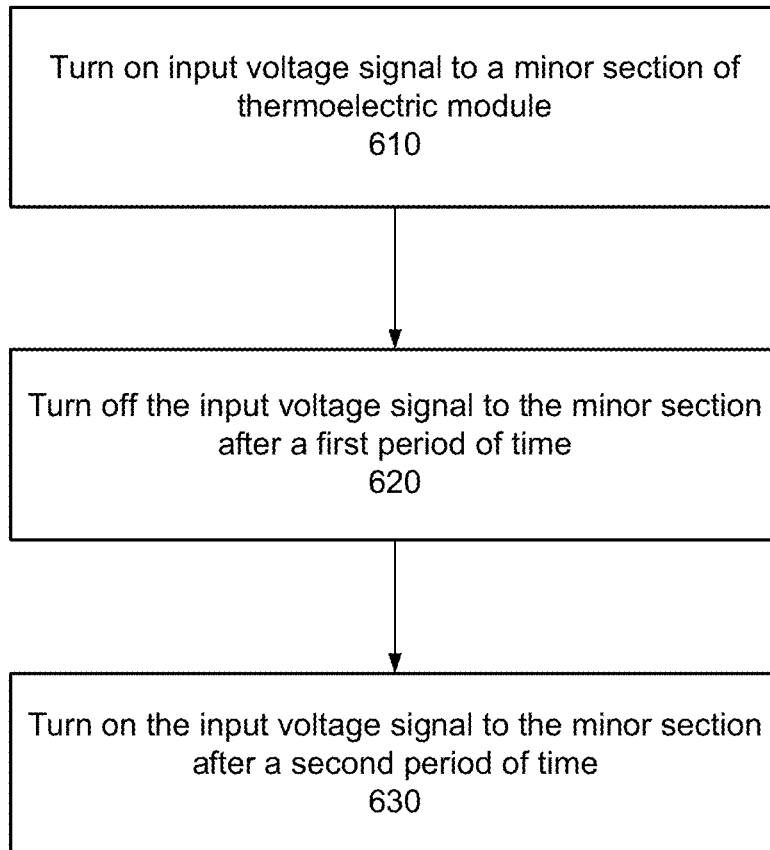 Turn on input voltage signal to a minor section of
thermoelectric module
610
Turn off the input voltage signal to the minor section
after a first period of time
620
Turn on the input voltage signal to the minor section
after a second period of time
630